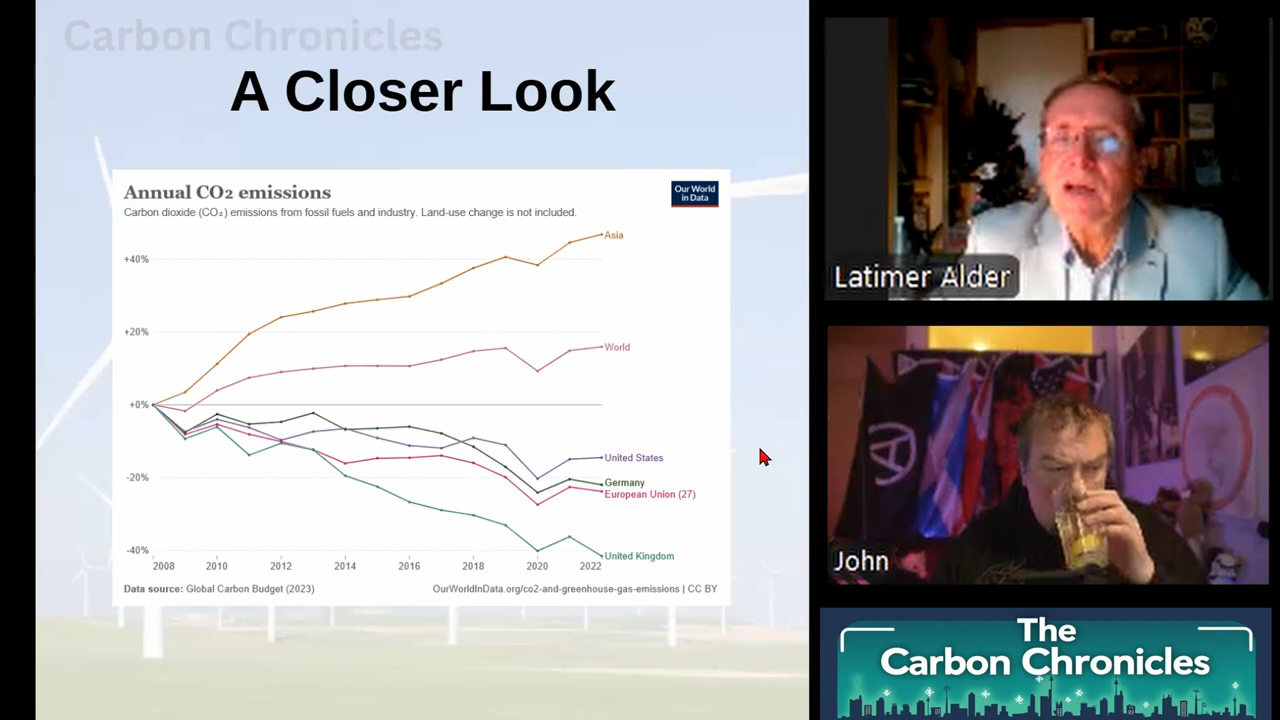 Carbon Chronicles
A Closer Look
Annual CO₂ emissions
Carbon dioxide (CO₂) emissions from fossil fuels and industry. Land-use change is not included.
Our World
in Data
+40%
+20%
+0%
-20%
-40%
Asia
World
United States
Germany
European Union (27)
United Kingdom
2008 2010 2012 2014 2016 2018 2020 2022
Data source: Global Carbon Budget (2023)
OurWorldInData.org/co2-and-greenhouse-gas-emissions | CC BY
Latimer Alder
John
The
Carbon Chronicles